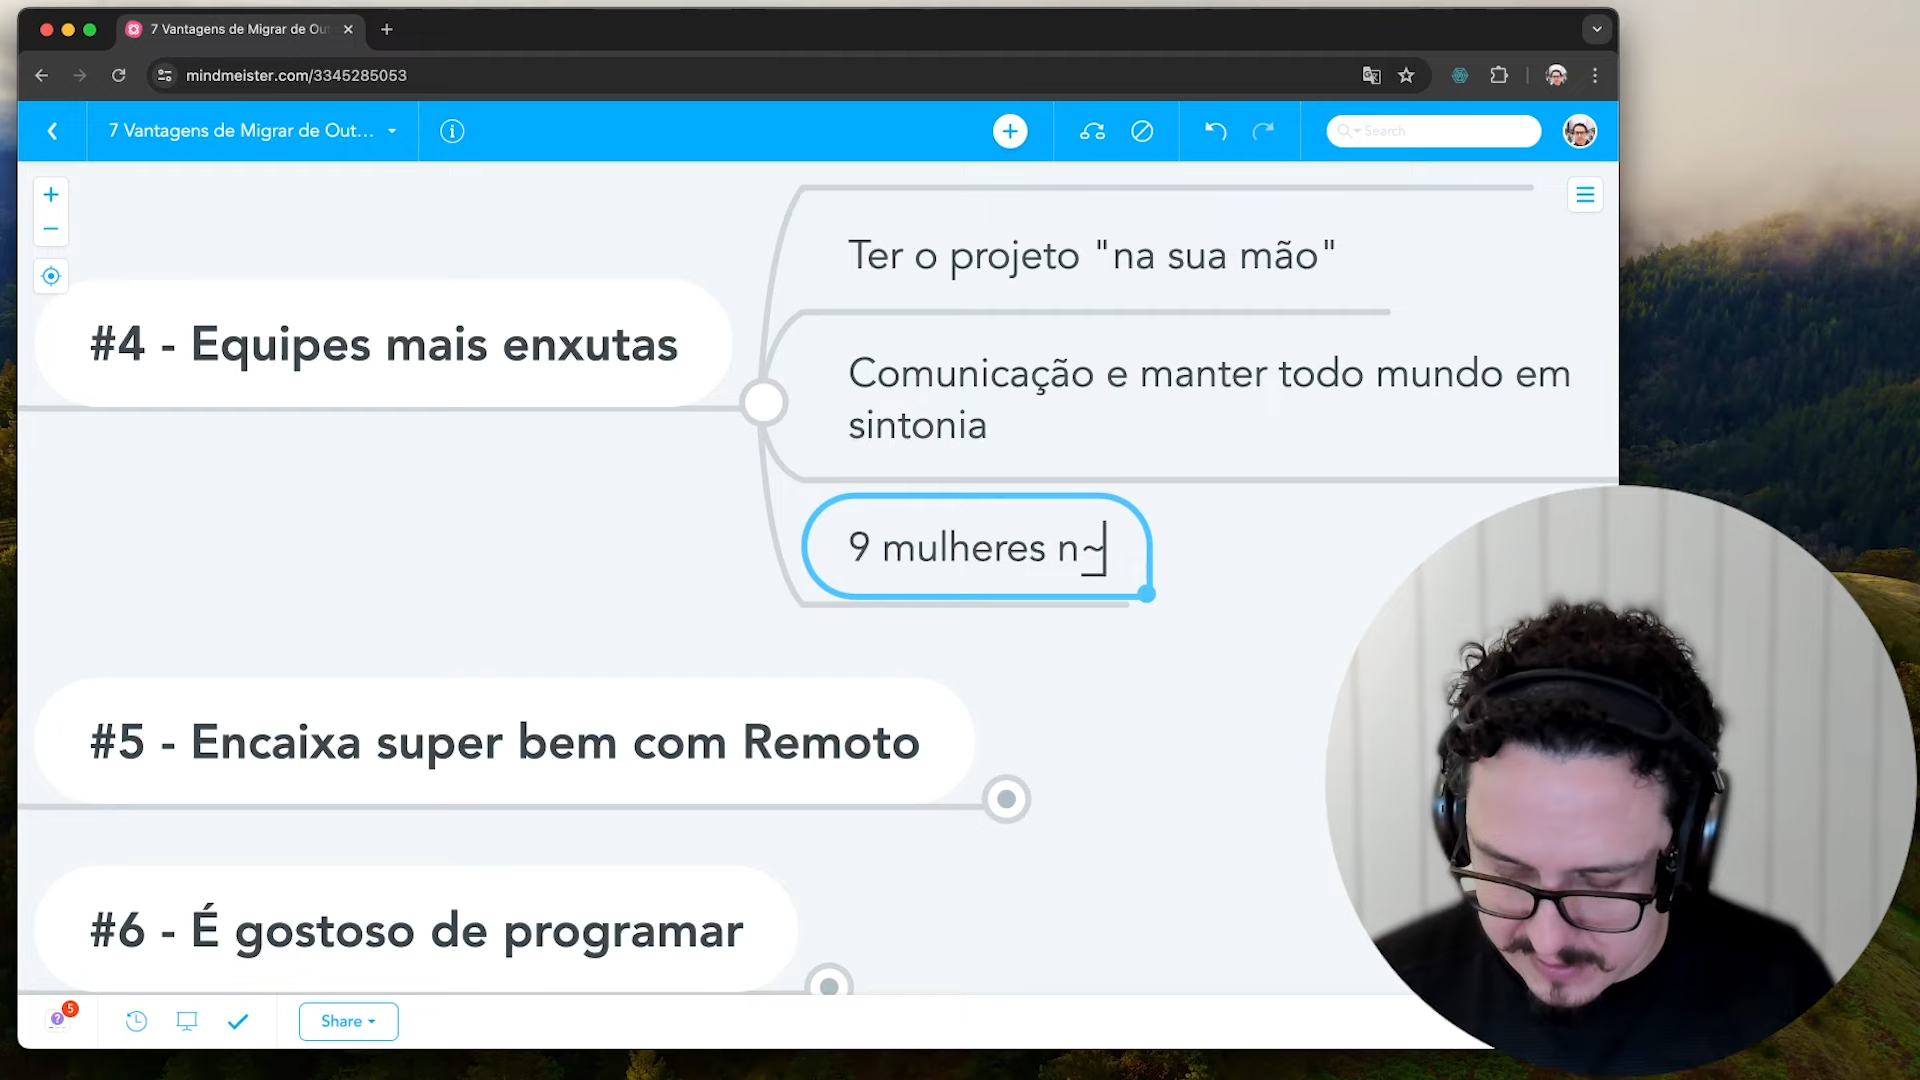 7 Vantagens de Migrar de Out
mindmeister.com/3345285053
7 Vantagens de Migrar de Out...
Search
Ter o projeto "na sua mão"
#4 - Equipes mais enxutas
Comunicação e manter todo mundo em
sintonia
9 mulheres n~
#5 - Encaixa super bem com Remoto
#6 - É gostoso de programar
5
Share